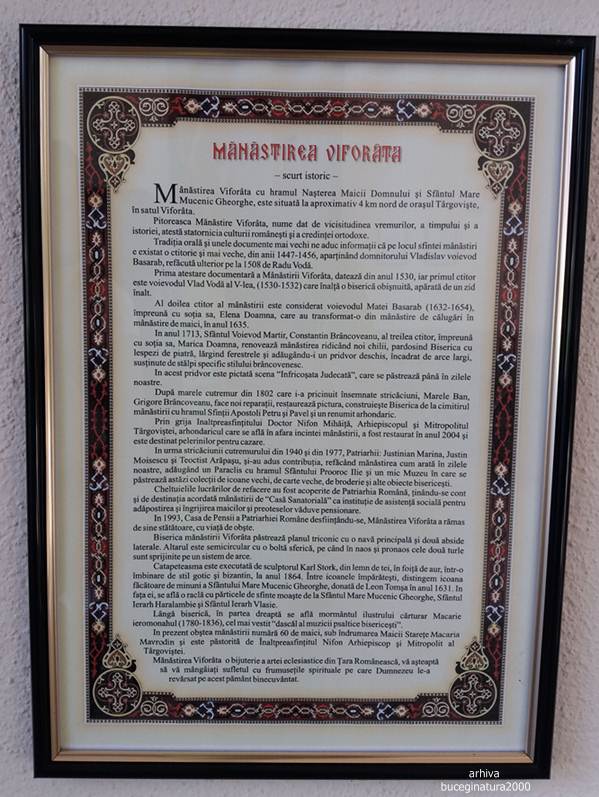 MĂNĂSTIREA VIFORÂTA
– scurt istoric –
Mânăstirea Viforâta cu hramul Nașterea Maicii Domnului și Sfântul Mare
Mucenic Gheorghe, este situată la aproximativ 4 km nord de orașul Târgoviște,
în satul Viforâta.
Pitoreasca Mănăstire Viforâta, nume dat de vicisitudinea vremurilor, a timpului și a
istoriei, atestă statornicia culturii românești și a credinței ortodoxe.
Tradiția orală și unele documente mai vechi ne aduc informații că pe locul sfintei mănăstiri
e existat o ctitorie și mai veche, din anii 1447-1456, aparținând domnitorului Vladislav voievod
Basarab, refăcută ulterior pe la 1508 de Radu Vodă.
Prima atestare documentară a Mânăstirii Viforâta, datează din anul 1530, iar primul ctitor
este voievodul Vlad Vodă al V-lea, (1530-1532) care înalță o biserică obișnuită, apărată de un zid
înalt.
Al doilea ctitor al mănăstirii este considerat voievodul Matei Basarab (1632-1654),
împreună cu soția sa, Elena Doamna, care au transformat-o din mânăstire de călugări în
mânăstire de maici, în anul 1635.
In anul 1713, Sfântul Voievod Martir, Constantin Brâncoveanu, al treilea ctitor, împreună
cu soția sa, Marica Doamna, renovează mănăstirea ridicând noi chilii, pardosind Biserica cu
lespezi de piatră, lărgind ferestrele și adăugându-i un pridvor deschis, încadrat de arce largi,
susținute de stâlpi specific stilului brâncovenesc.
In acest pridvor este pictată scena "Infricoșata Judecată", care se păstrează până în zilele
noastre.
După marele cutremur din 1802 care i-a pricinuit însemnate stricăciuni, Marele Ban,
Grigore Brâncoveanu, face noi reparații, restaurează pictura, construiește Biserica de la cimitirul
mănăstirii cu hramul Sfinții Apostoli Petru și Pavel și un renumit arhondaric.
Prin grija Inaltpreasfințitului Doctor Nifon Mihăiță, Arhiepiscopul și Mitropolitul
Târgoviștei, arhondaricul care se află în afara incintei mănăstirii, a fost restaurat în anul 2004 și
este destinat pelerinilor pentru cazare.
In urma stricăciunii cutremurului din 1940 și din 1977, Patriarhii: Justinian Marina, Justin
Moisescu și Teoctist Arăpașu, și-au adus contribuția, refăcând mănăstirea cum arată în zilele
noastre, adăugând un Paraclis cu hramul Sfântului Prooroc Ilie și un mic Muzeu în care se
păstrează astăzi colecții de icoane vechi, de carte veche, de broderie și alte obiecte bisericești.
Cheltuielile lucrărilor de refacere au fost acoperite de Patriarhia Română, ținându-se cont
și de destinația acordată mănăstirii de "Casă Sanatorială" ca instituție de asistență socială pentru
adăpostirea și îngrijirea maicilor și preoteselor văduve pensionare.
In 1993, Casa de Pensii a Patriarhiei Române desființându-se, Mănăstirea Viforâta a rămas
de sine stătătoare, cu viață de obște.
Biserica mănăstirii Viforâta păstrează planul triconic cu o navă principală și două abside
laterale. Altarul este semicircular cu o boltă sferică, pe când în naos și pronaos cele două turle
sunt sprijinite pe un sistem de arce.
Catapeteasma este executată de sculptorul Karl Stork, din lemn de tei, în foiță de aur, într-o
îmbinare de stil gotic și bizantin, la anul 1864. Între icoanele împărătești, distingem icoana
făcătoare de minuni a Sfântului Mare Mucenic Gheorghe, donată de Leon Tomșa în anul 1631. In
fața ei, se află o raclă cu părticele de sfinte moaște de la Sfântul Mare Mucenic Gheorghe, Sfântul
Ierarh Haralambie și Sfântul Ierarh Vlasie.
Lângă biserică, în partea dreaptă se află mormântul ilustrului cărturar Macarie
ieromonahul (1780-1836), cel mai vestit "dascăl al muzicii psaltice bisericești".
In prezent obștea mănăstirii numără 60 de maici, sub îndrumarea Maicii Starețe Macaria
Mavrodin și este păstorită de Înaltpreasfințitul Nifon Arhiepiscop și Mitropolit al
Târgoviștei.
Mănăstirea Viforâta o bijuterie a artei eclesiastice din Țara Românească, vă așteaptă
să vă mângâiați sufletul cu frumusețile spirituale pe care Dumnezeu le-a
revărsat pe acest pământ binecuvântat.
arhiva
buceginatura2000